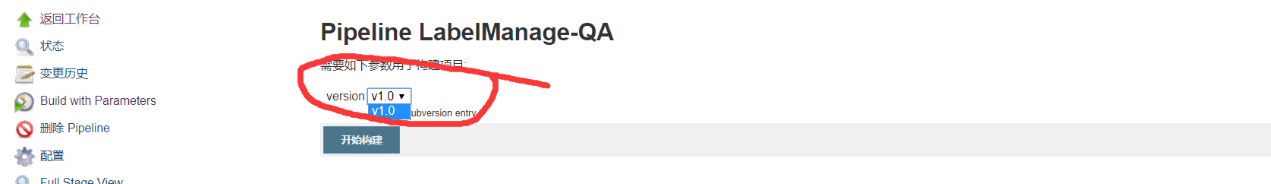 返回工作台
状态
变更历史
Build with Parameters
删除 Pipeline
配置
Full Stage View
Pipeline LabelManage-QA
需要如下参数用于构建项目:
version v1.0
v1.0 ubversion entry
开始构建